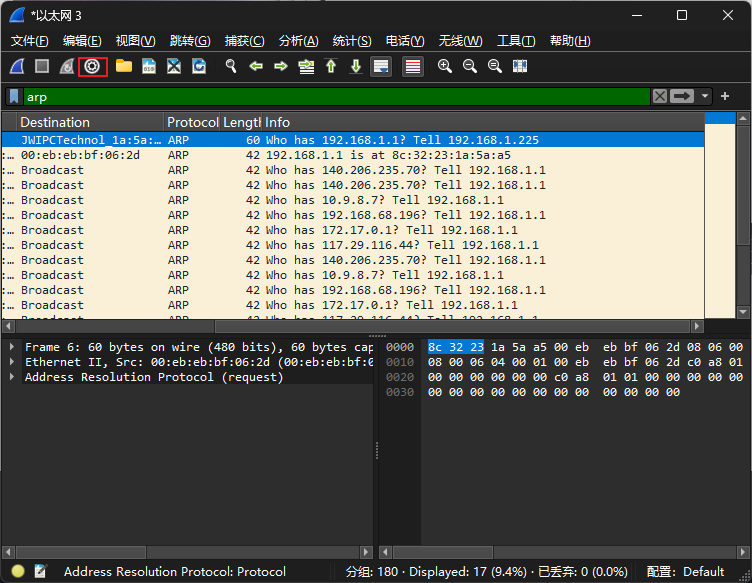 *以太网 3
文件(F) 编辑(E) 视图(V) 跳转(G) 捕获(C) 分析(A) 统计(S) 电话(Y) 无线(W) 工具(T) 帮助(H)
arp
Destination Protocol Length Info
JWIPCTechnol_1a:5a:… ARP 60 Who has 192.168.1.1? Tell 192.168.1.225
:… 00:eb:eb:bf:06:2d ARP 42 192.168.1.1 is at 8c:32:23:1a:5a:a5
:… Broadcast ARP 42 Who has 140.206.235.70? Tell 192.168.1.1
:… Broadcast ARP 42 Who has 140.206.235.70? Tell 192.168.1.1
:… Broadcast ARP 42 Who has 10.9.8.7? Tell 192.168.1.1
:… Broadcast ARP 42 Who has 192.168.68.196? Tell 192.168.1.1
:… Broadcast ARP 42 Who has 172.17.0.1? Tell 192.168.1.1
:… Broadcast ARP 42 Who has 117.29.116.44? Tell 192.168.1.1
:… Broadcast ARP 42 Who has 140.206.235.70? Tell 192.168.1.1
:… Broadcast ARP 42 Who has 10.9.8.7? Tell 192.168.1.1
:… Broadcast ARP 42 Who has 192.168.68.196? Tell 192.168.1.1
:… Broadcast ARP 42 Who has 172.17.0.1? Tell 192.168.1.1
:… Broadcast ARP 42 Who has 117.29.116.44? Tell 192.168.1.1
Frame 6: 60 bytes on wire (480 bits), 60 bytes cap
Ethernet II, Src: 00:eb:eb:bf:06:2d (00:eb:eb:bf:0
Address Resolution Protocol (request)
0000 8c 32 23 1a 5a a5 00 eb eb bf 06 2d 08 06 00
0010 08 00 06 04 00 01 00 eb eb bf 06 2d c0 a8 01
0020 00 00 00 00 00 00 c0 a8 01 01 00 00 00 00 00
0030 00 00 00 00 00 00 00 00 00 00 00 00
Address Resolution Protocol: Protocol 分组: 180 · Displayed: 17 (9.4%) · 已丢弃: 0 (0.0%) 配置: Default